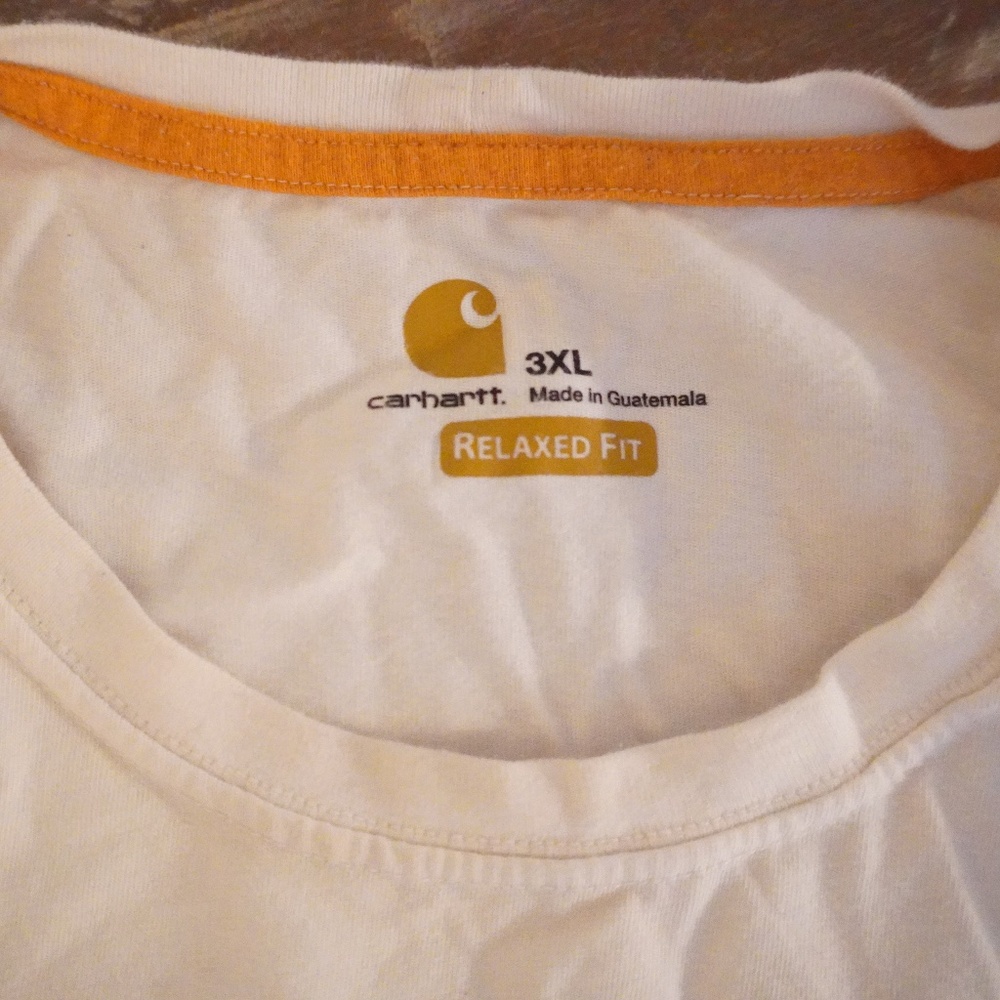 3XL
carhartt. Made in Guatemala
RELAXED FIT